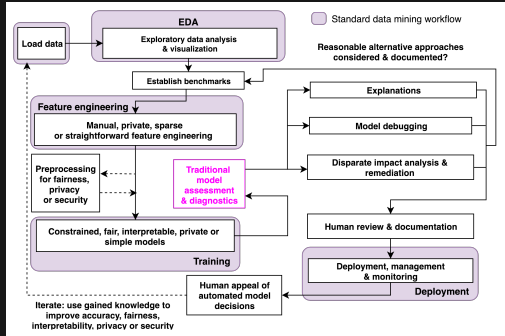 EDA
Standard data mining workflow
Load data
Exploratory data analysis
& visualization
Reasonable alternative approaches
considered & documented?
Establish benchmarks
Explanations
Feature engineering
Manual, private, sparse
or straightforward feature engineering
Model debugging
Preprocessing
for fairness,
privacy
or security
Traditional
model
assessment
& diagnostics
Disparate impact analysis &
remediation
Constrained, fair, interpretable, private or
simple models
Training
Human review & documentation
Deployment, management
& monitoring
Deployment
Human appeal of
automated model
decisions
Iterate: use gained knowledge to
improve accuracy, fairness,
interpretability, privacy or security